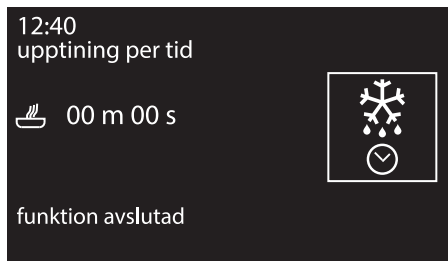 12:40
upptining per tid
00 m 00 s
funktion avslutad